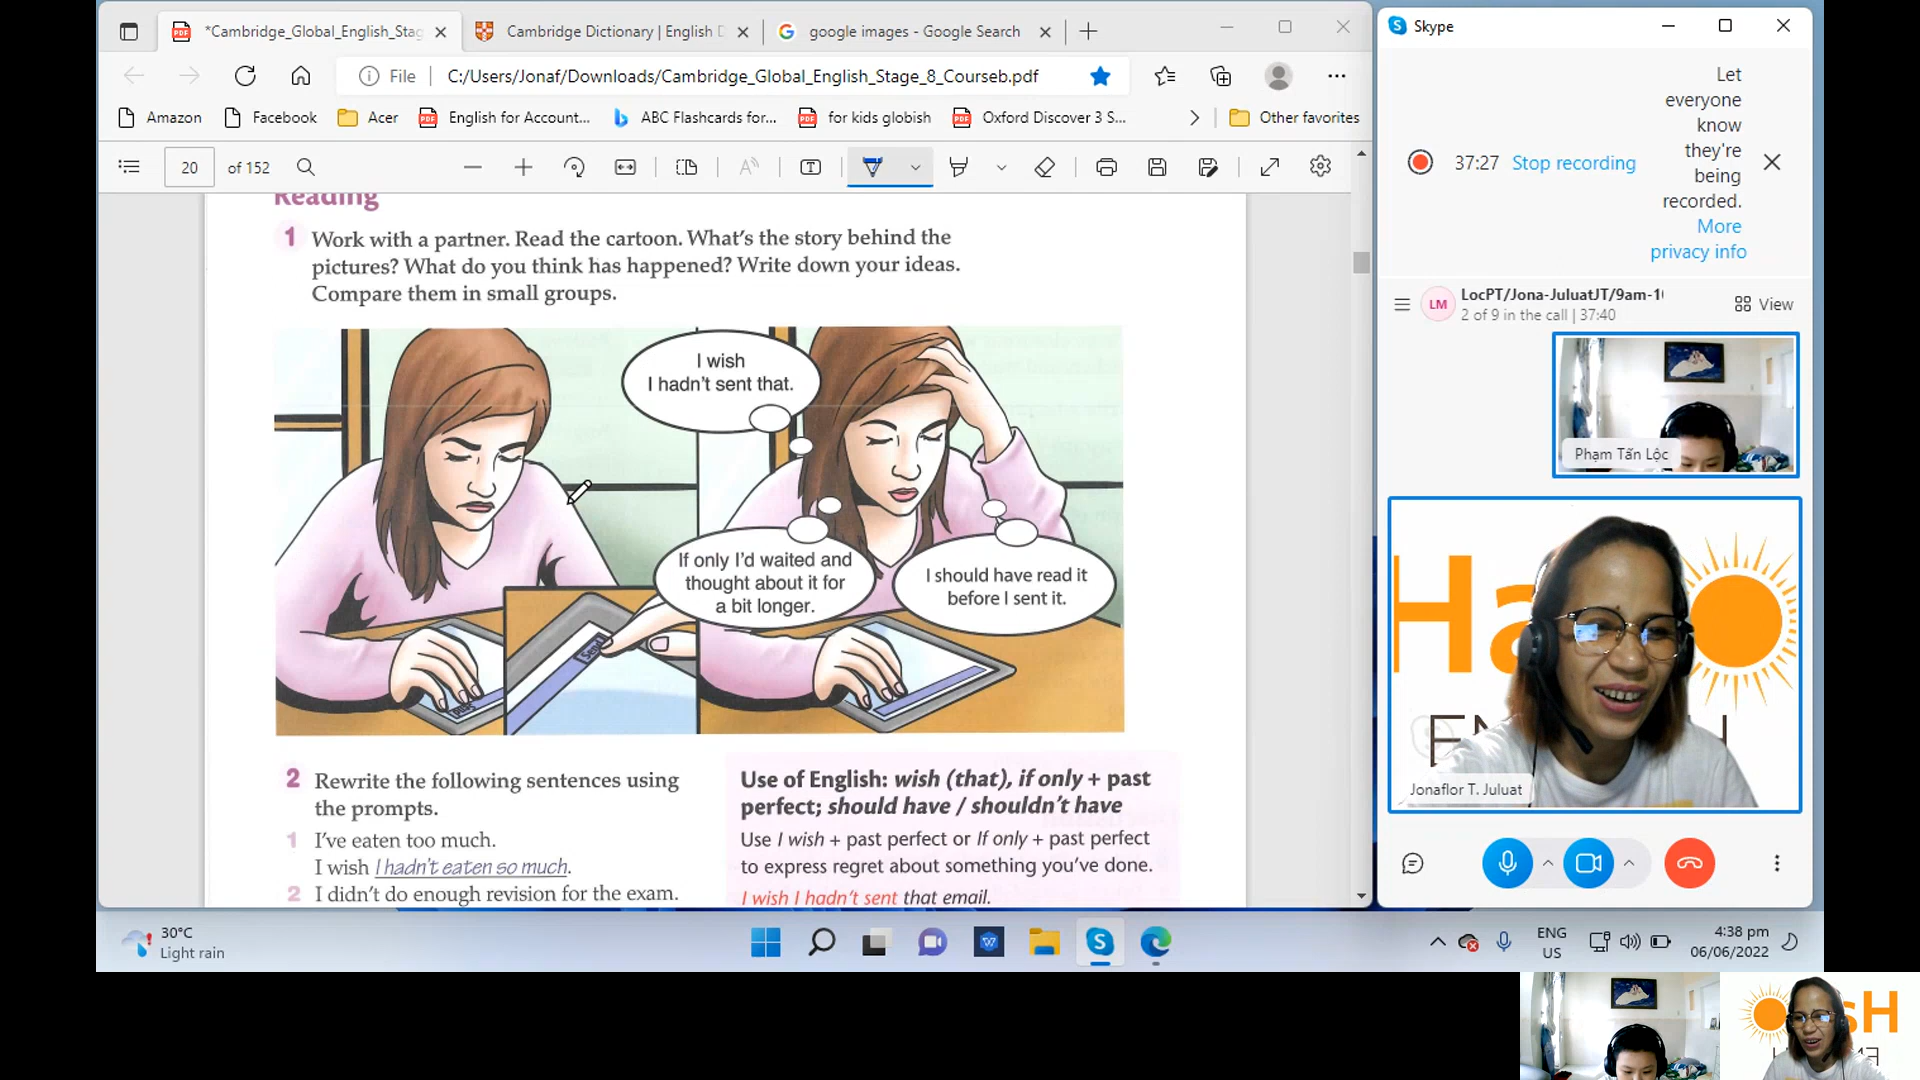 *Cambridge_Global_English_Stag
Cambridge Dictionary | English D
google images - Google Search
File
C:/Users/Jonaf/Downloads/Cambridge_Global_English_Stage_8_Courseb.pdf
Amazon
Facebook
Acer
English for Account...
ABC Flashcards for...
for kids globish
Oxford Discover 3 S...
Other favorites
20
of 152
Reading
1 Work with a partner. Read the cartoon. What's the story behind the
pictures? What do you think has happened? Write down your ideas.
Compare them in small groups.
I wish
I hadn't sent that.
If only I'd waited and
thought about it for
a bit longer.
I should have read it
before I sent it.
Send
2 Rewrite the following sentences using
the prompts.
1 I've eaten too much.
I wish I hadn't eaten so much.
2 I didn't do enough revision for the exam.
Use of English: wish (that), if only + past
perfect; should have / shouldn't have
Use I wish + past perfect or If only + past perfect
to express regret about something you've done.
I wish I hadn't sent that email.
Skype
37:27
Stop recording
Let
everyone
know
they're
being
recorded.
More
privacy info
LM
LocPT/Jona-JuluatJT/9am-1
2 of 9 in the call | 37:40
View
Phạm Tấn Lộc
Jonaflor T. Juluat
30°C
Light rain
ENG
US
4:38 pm
06/06/2022